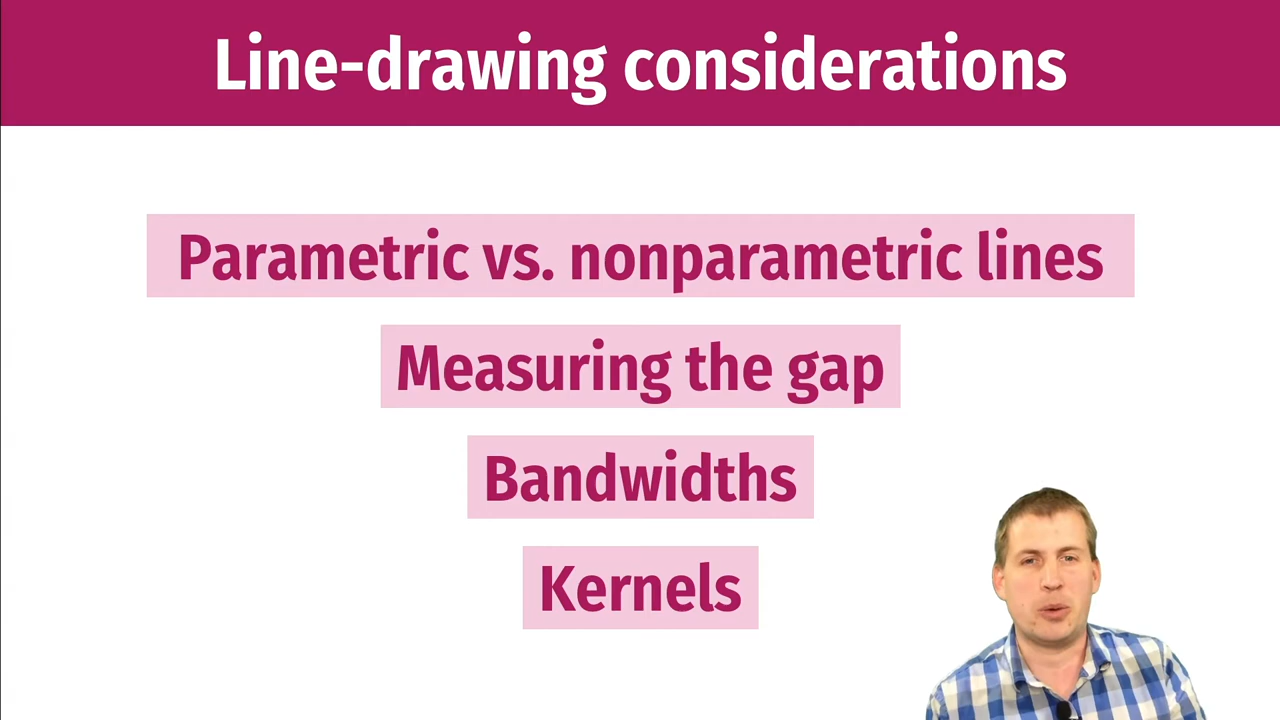 Line-drawing considerations
Parametric vs. nonparametric lines
Measuring the gap
Bandwidths
Kernels